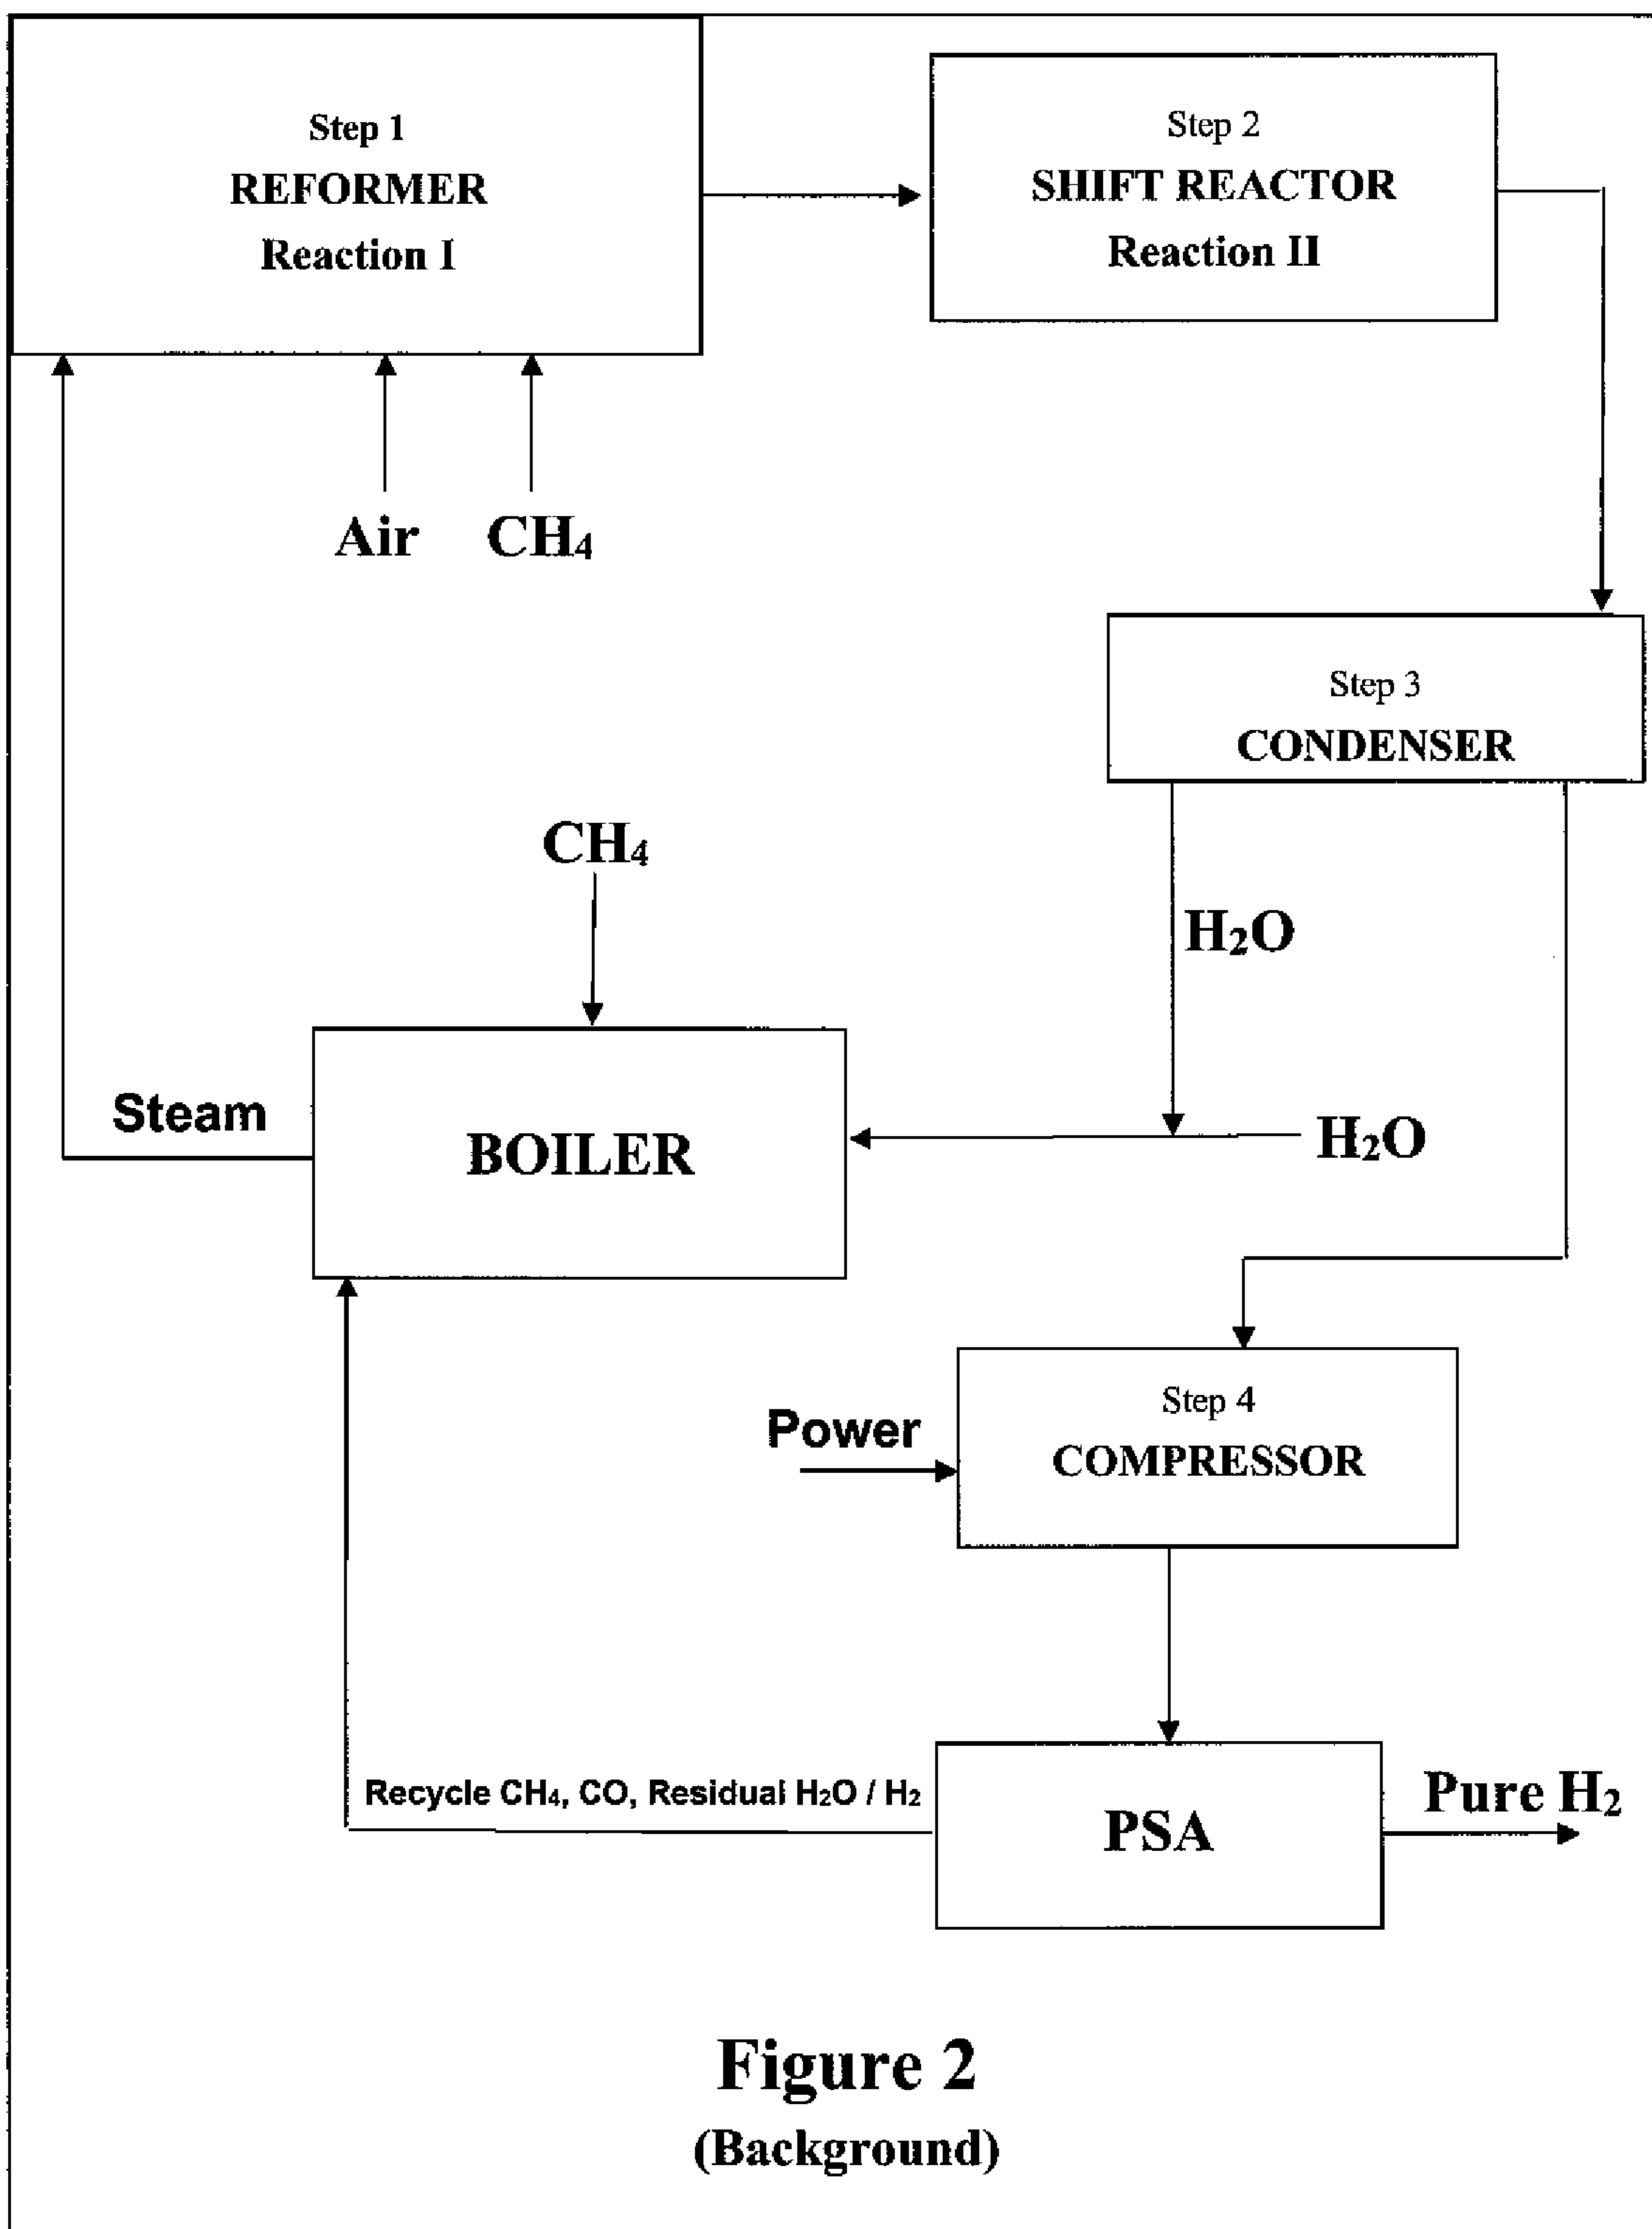 Step 1
REFORMER
Reaction I
Step 2
SHIFT REACTOR
Reaction II
Air
CH₄
Step 3
CONDENSER
CH₄
H₂O
Steam
BOILER
H₂O
Step 4
COMPRESSOR
Power
Recycle CH₄, CO, Residual H₂O / H₂
PSA
Pure H₂
Figure 2
(Background)